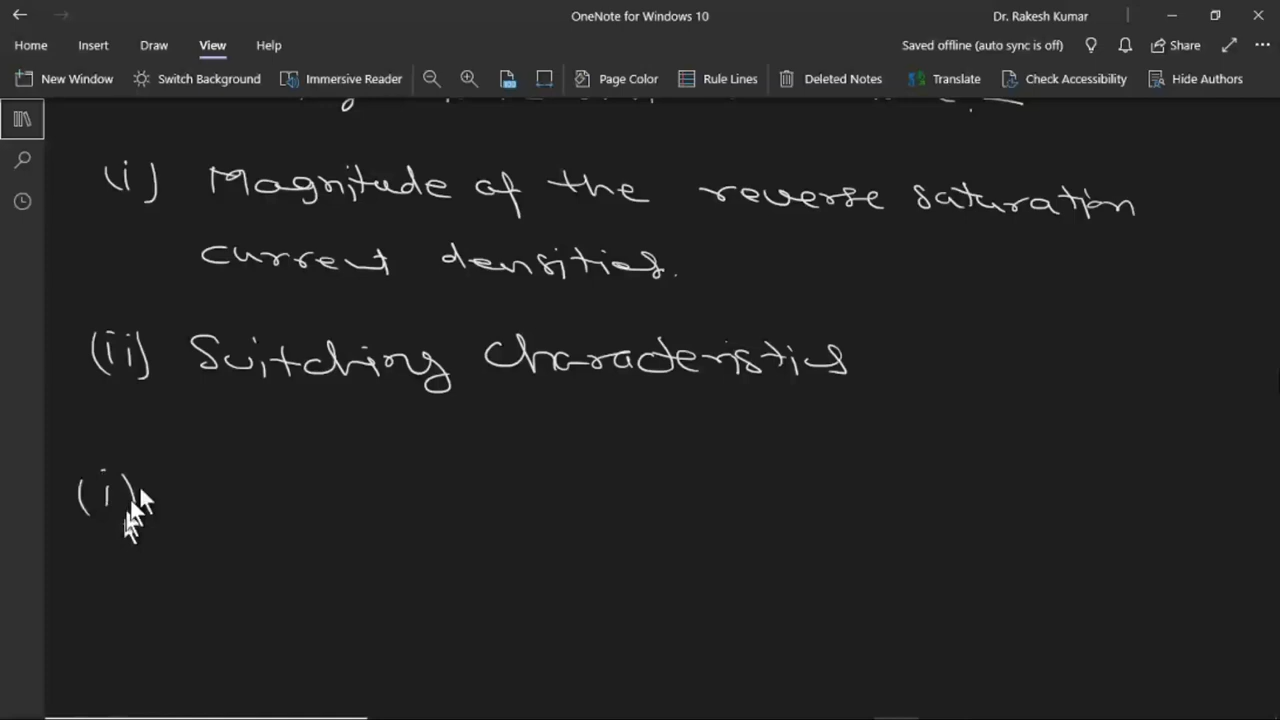 OneNote for Windows 10
Dr. Rakesh Kumar
Home Insert Draw View Help
Saved offline (auto sync is off) Share
New Window Switch Background Immersive Reader Page Color Rule Lines Deleted Notes Translate Check Accessibility Hide Authors
(i) Magnitude of the reverse saturation
current densities.
(ii) Switching Characteristics
(i)